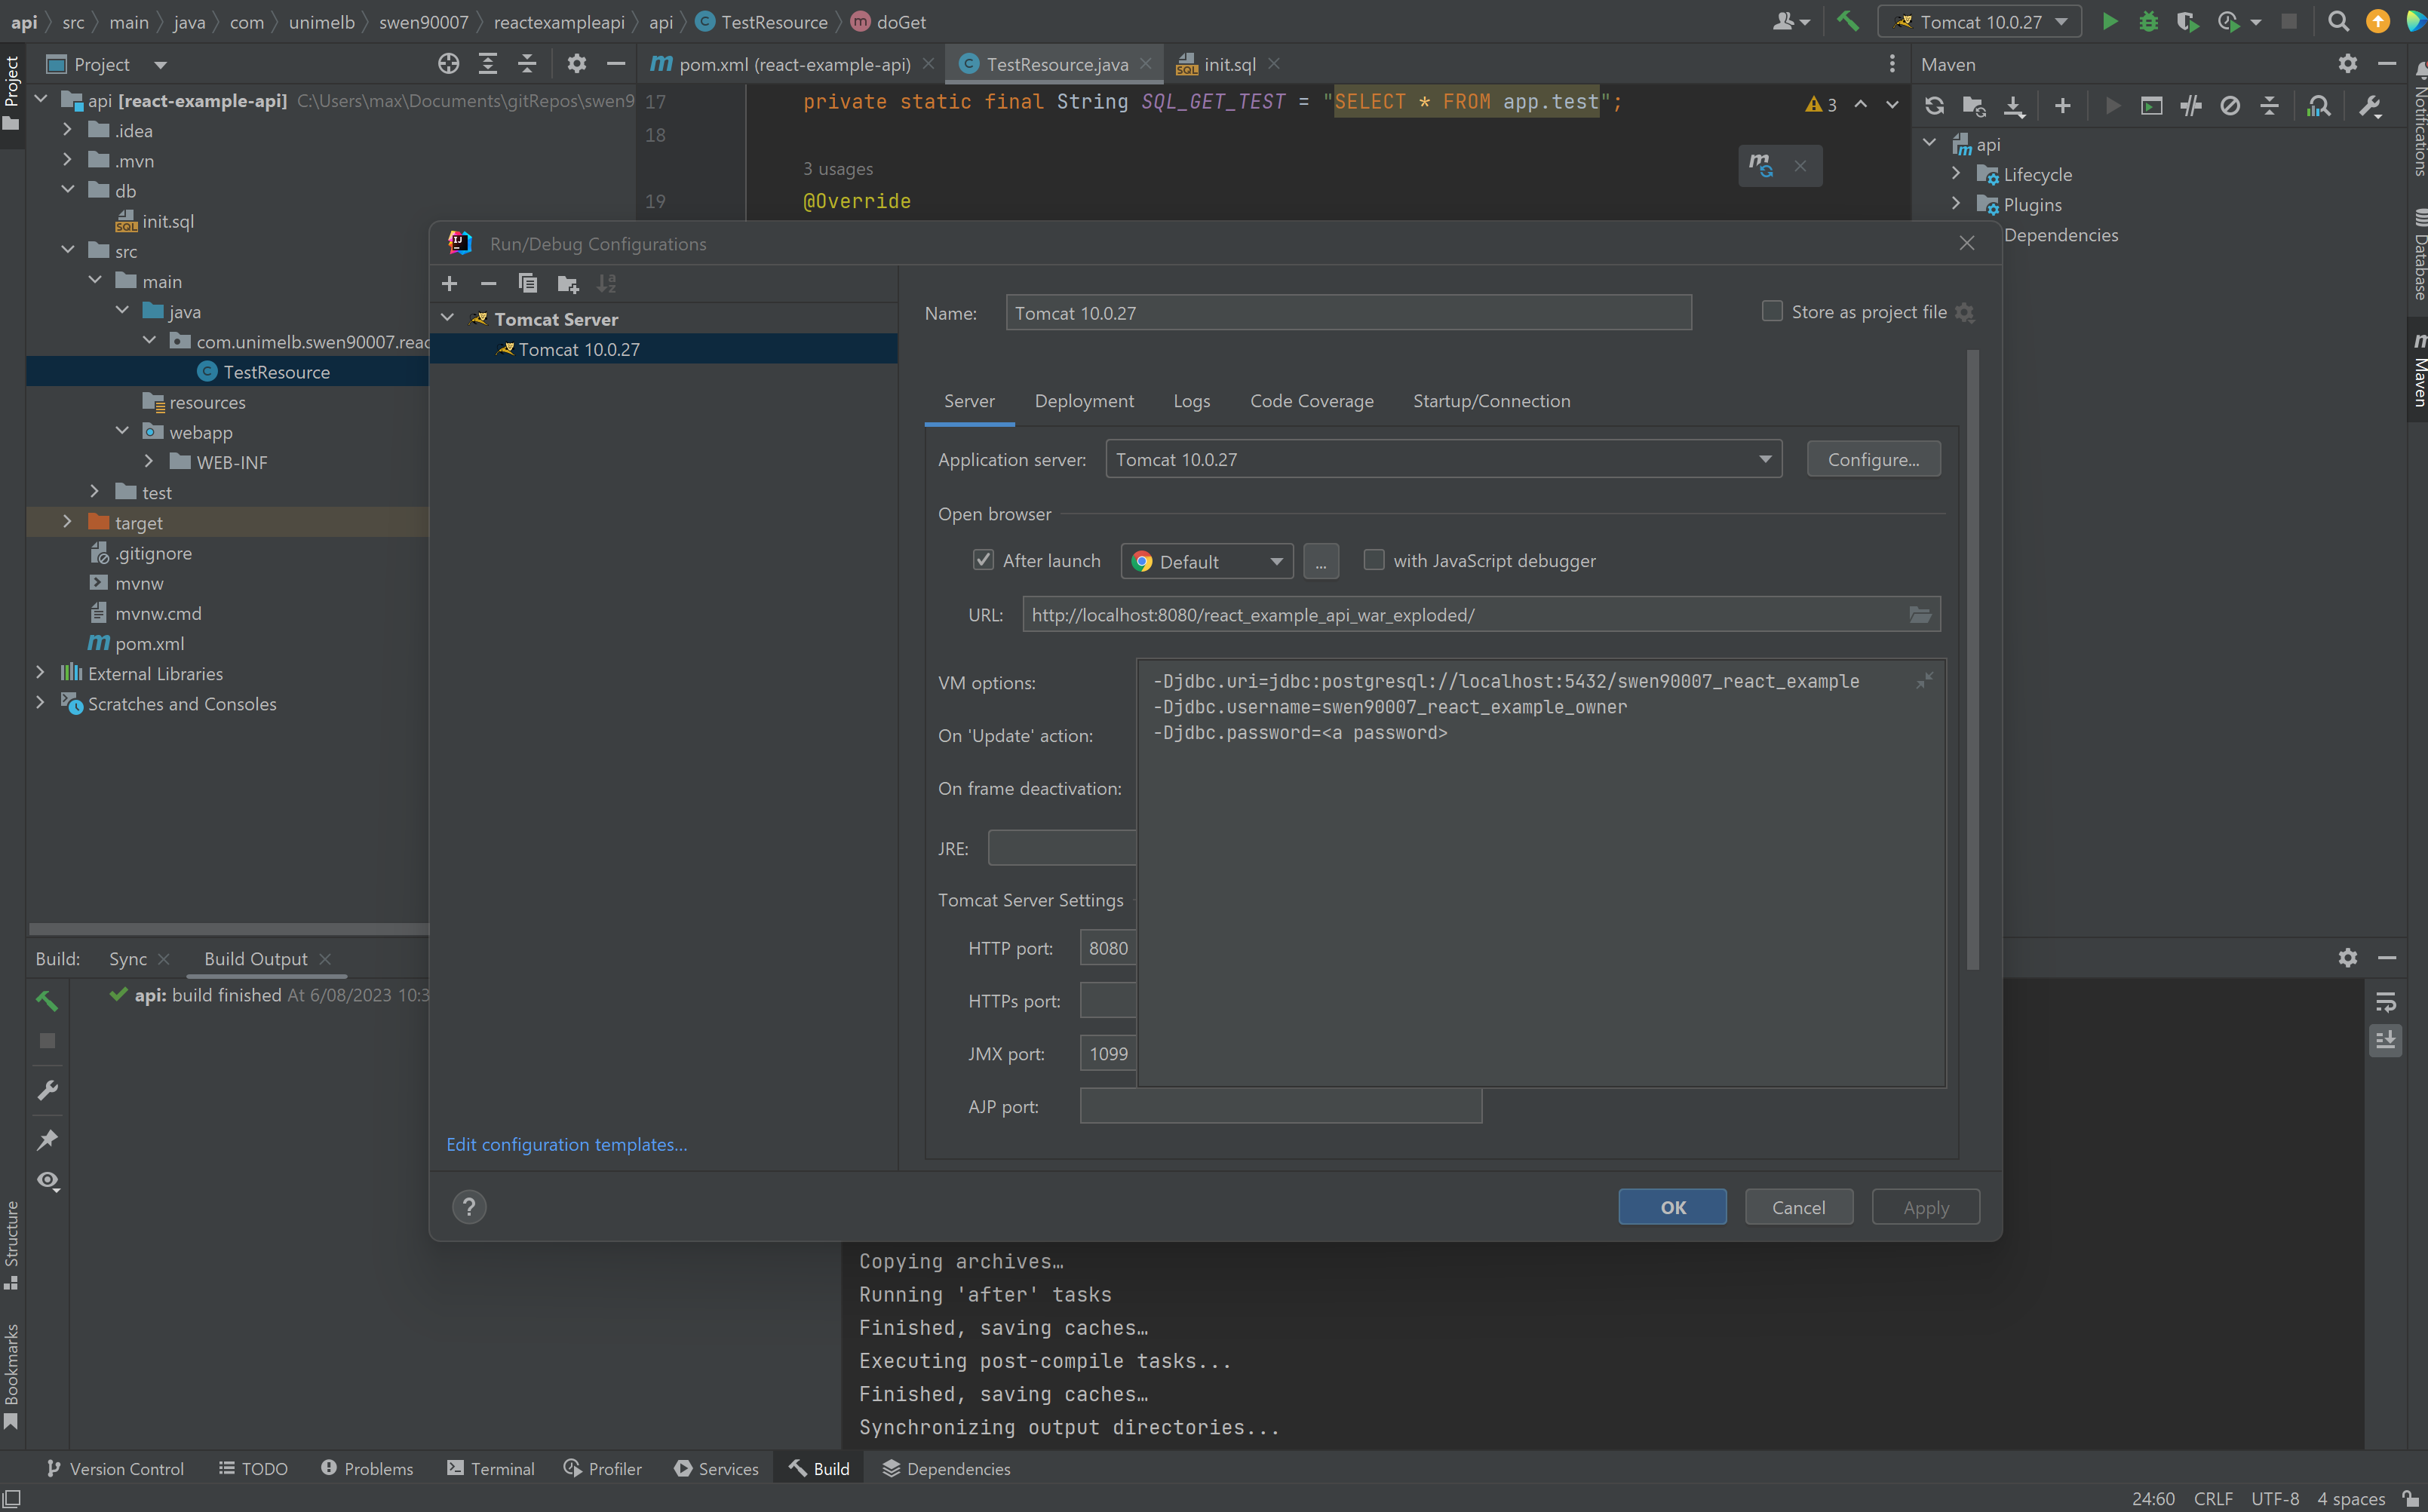 api src main java com unimelb swen90007 reactexampleapi api TestResource doGet
Tomcat 10.0.27
Project
Project
pom.xml (react-example-api)
TestResource.java
init.sql
Maven
Notifications
Database
Maven
api [react-example-api] C:\Users\max\Documents\gitRepos\swen9
.idea
.mvn
db
init.sql
src
main
java
com.unimelb.swen90007.reac
TestResource
resources
webapp
WEB-INF
test
target
.gitignore
mvnw
mvnw.cmd
pom.xml
External Libraries
Scratches and Consoles
17 private static final String SQL_GET_TEST = "SELECT * FROM app.test";
3
18
3 usages
19 @Override
api
Lifecycle
Plugins
Dependencies
Run/Debug Configurations
Tomcat Server
Tomcat 10.0.27
Edit configuration templates...
Name: Tomcat 10.0.27
Store as project file
Server Deployment Logs Code Coverage Startup/Connection
Application server: Tomcat 10.0.27 Configure...
Open browser
After launch Default ... with JavaScript debugger
URL: http://localhost:8080/react_example_api_war_exploded/
VM options:
-Djdbc.uri=jdbc:postgresql://localhost:5432/swen90007_react_example
-Djdbc.username=swen90007_react_example_owner
-Djdbc.password=<a password>
On 'Update' action:
On frame deactivation:
JRE:
Tomcat Server Settings
HTTP port: 8080
HTTPs port:
JMX port: 1099
AJP port:
?
OK Cancel Apply
Build: Sync Build Output
api: build finished At 6/08/2023 10:3
Copying archives…
Running 'after' tasks
Finished, saving caches…
Executing post-compile tasks...
Finished, saving caches…
Synchronizing output directories...
Structure
Bookmarks
Version Control TODO Problems Terminal Profiler Services Build Dependencies
24:60 CRLF UTF-8 4 spaces